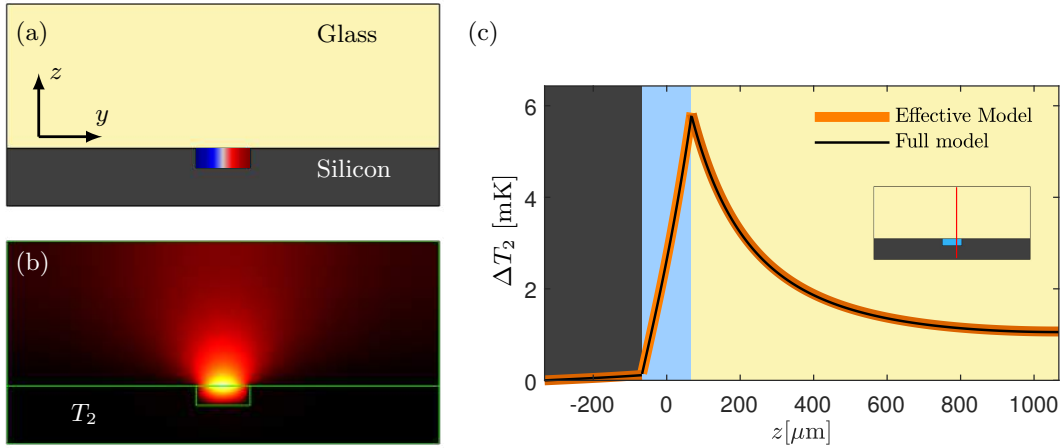 (a)
Glass
z
y
Silicon
(b)
T₂
(c)
ΔT₂ [mK]
6
4
2
0
Effective Model
Full model
-200 0 200 400 600 800 1000
z[μm]